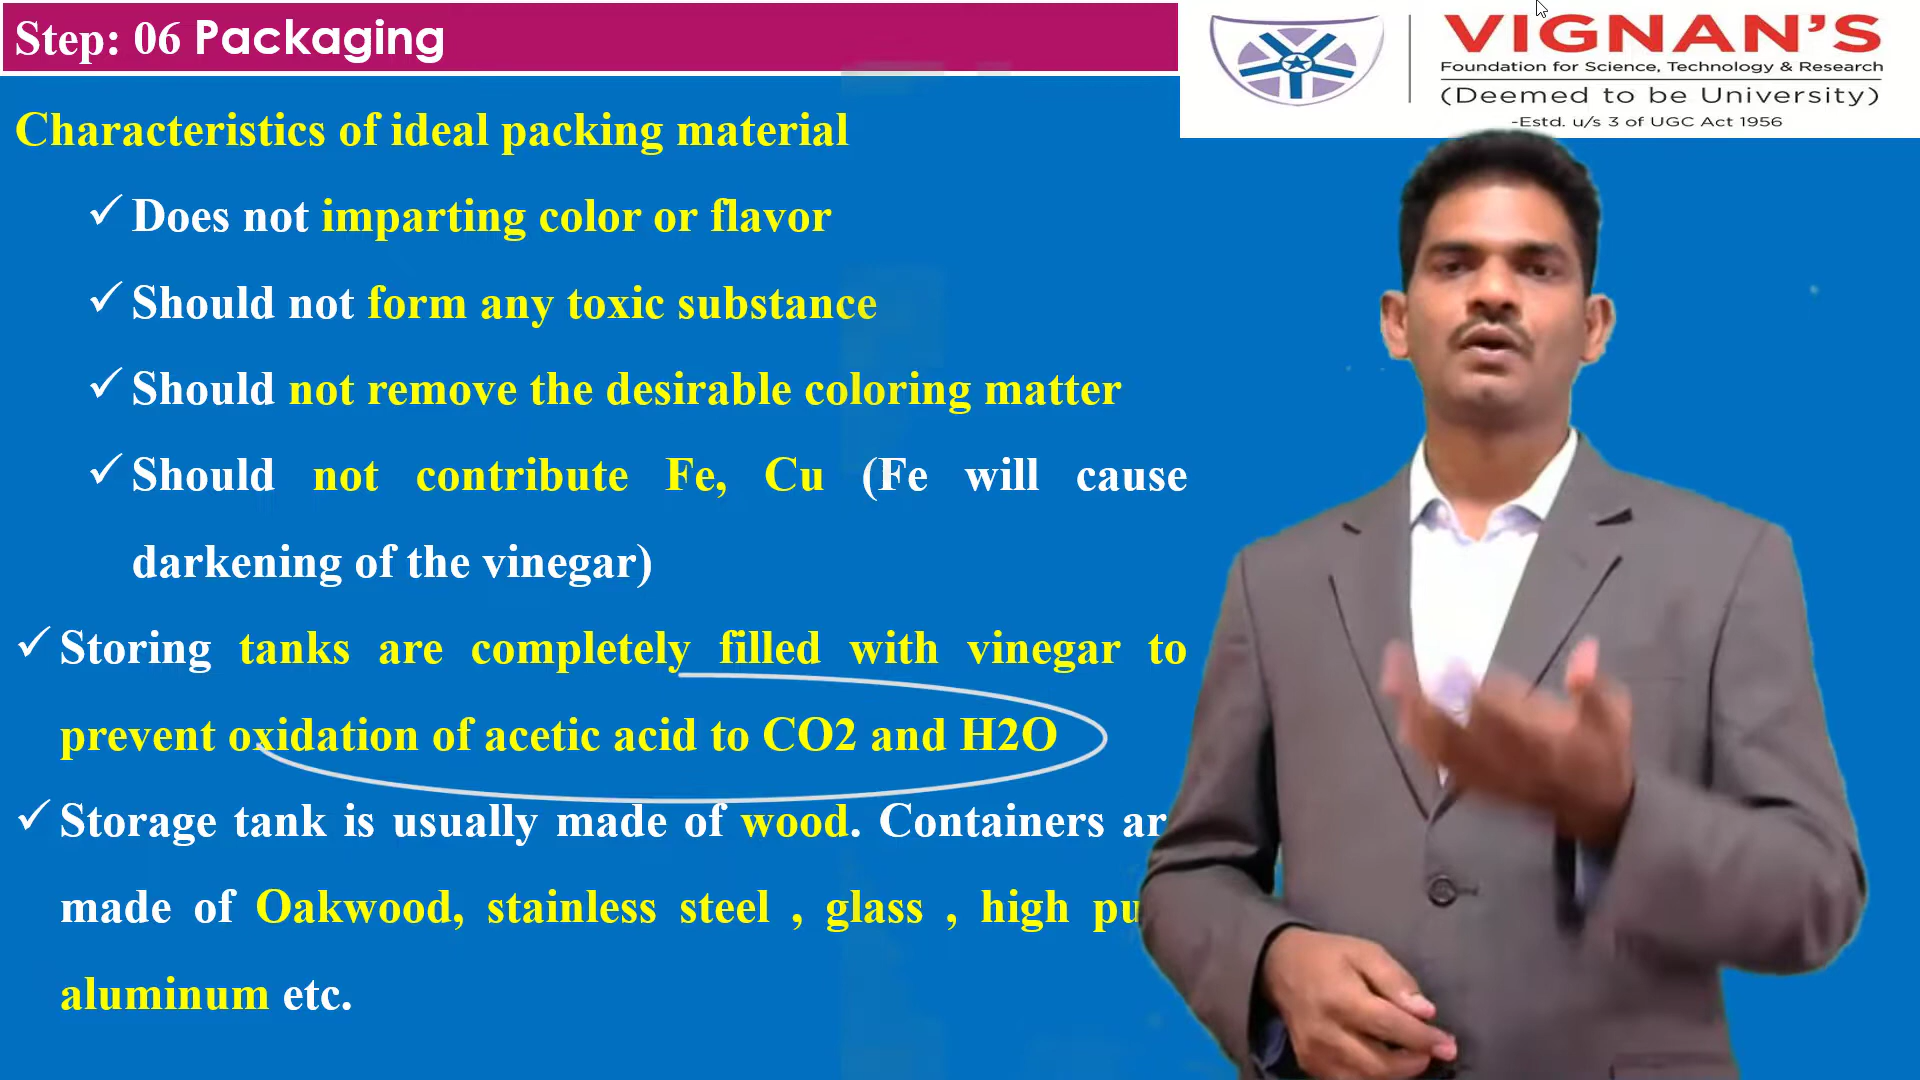 Step: 06 Packaging
VIGNAN'S
Foundation for Science, Technology & Research
(Deemed to be University)
-Estd. u/s 3 of UGC Act 1956
Characteristics of ideal packing material
✓ Does not imparting color or flavor
✓ Should not form any toxic substance
✓ Should not remove the desirable coloring matter
✓ Should not contribute Fe, Cu (Fe will cause
darkening of the vinegar)
✓ Storing tanks are completely filled with vinegar to
prevent oxidation of acetic acid to CO2 and H2O
✓ Storage tank is usually made of wood. Containers
made of Oakwood, stainless steel , glass , high
aluminum etc.